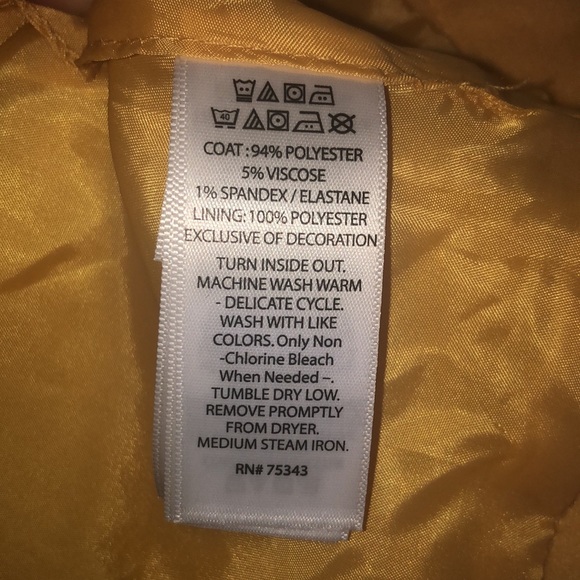 40
COAT : 94% POLYESTER
5% VISCOSE
1% SPANDEX / ELASTANE
LINING: 100% POLYESTER
EXCLUSIVE OF DECORATION
TURN INSIDE OUT.
MACHINE WASH WARM
- DELICATE CYCLE.
WASH WITH LIKE
COLORS. Only Non
-Chlorine Bleach
When Needed –.
TUMBLE DRY LOW.
REMOVE PROMPTLY
FROM DRYER.
MEDIUM STEAM IRON.
RN# 75343